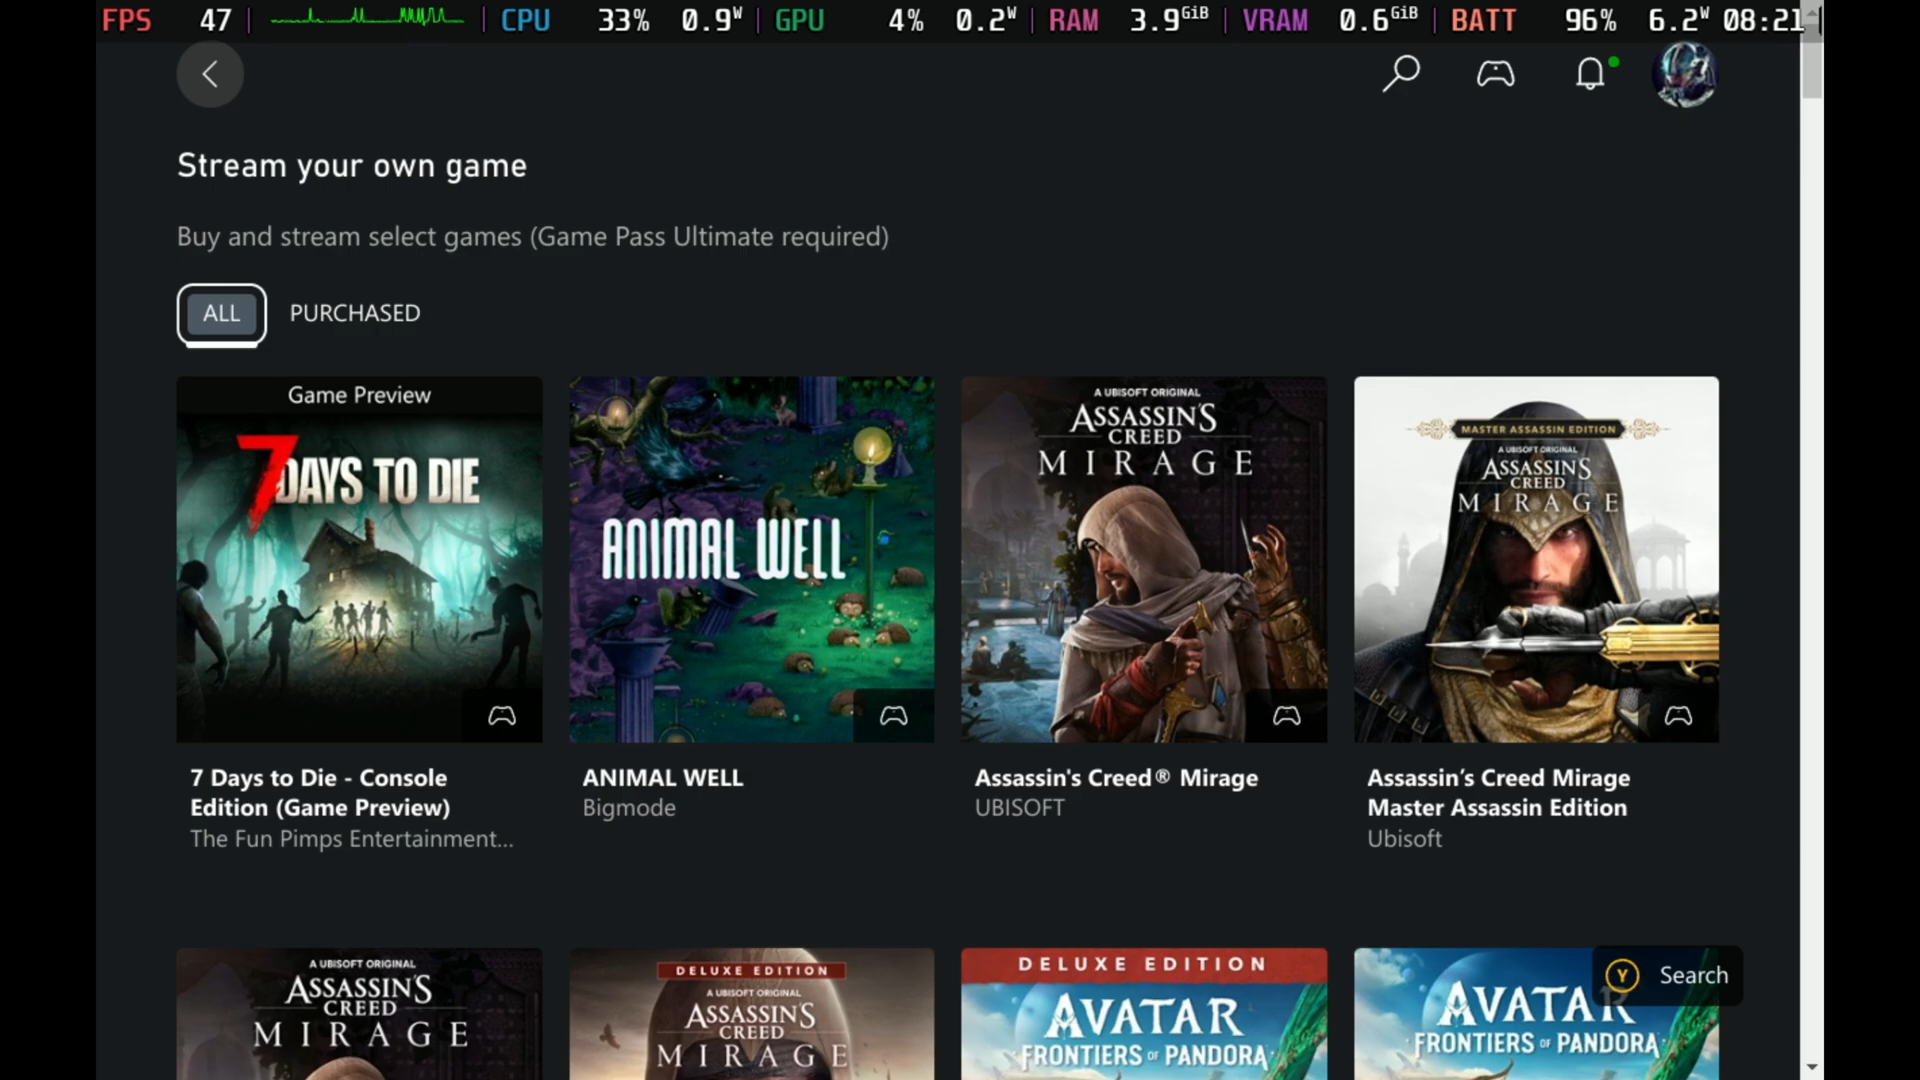 FPS 47 CPU 33% 0.9W GPU 4% 0.2W RAM 3.9GiB VRAM 0.6GiB BATT 96% 6.2W 08:21
Stream your own game
Buy and stream select games (Game Pass Ultimate required)
ALL PURCHASED
Game Preview
7 DAYS TO DIE
ANIMAL WELL
A UBISOFT ORIGINAL
ASSASSIN'S
CREED
MIRAGE
MASTER ASSASSIN EDITION
A UBISOFT ORIGINAL
ASSASSIN'S
CREED
MIRAGE
7 Days to Die - Console
Edition (Game Preview)
The Fun Pimps Entertainment...
ANIMAL WELL
Bigmode
Assassin's Creed® Mirage
UBISOFT
Assassin’s Creed Mirage
Master Assassin Edition
Ubisoft
A UBISOFT ORIGINAL
ASSASSIN'S
CREED
MIRAGE
DELUXE EDITION
A UBISOFT ORIGINAL
ASSASSIN'S
CREED
MIRAGE
DELUXE EDITION
AVATAR
FRONTIERS OF PANDORA
AVATAR
FRONTIERS OF PANDORA
Y Search